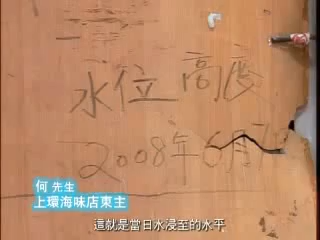 水位高度
2008年6月7
何先生
上環海味店東主
這就是當日水浸至的水平